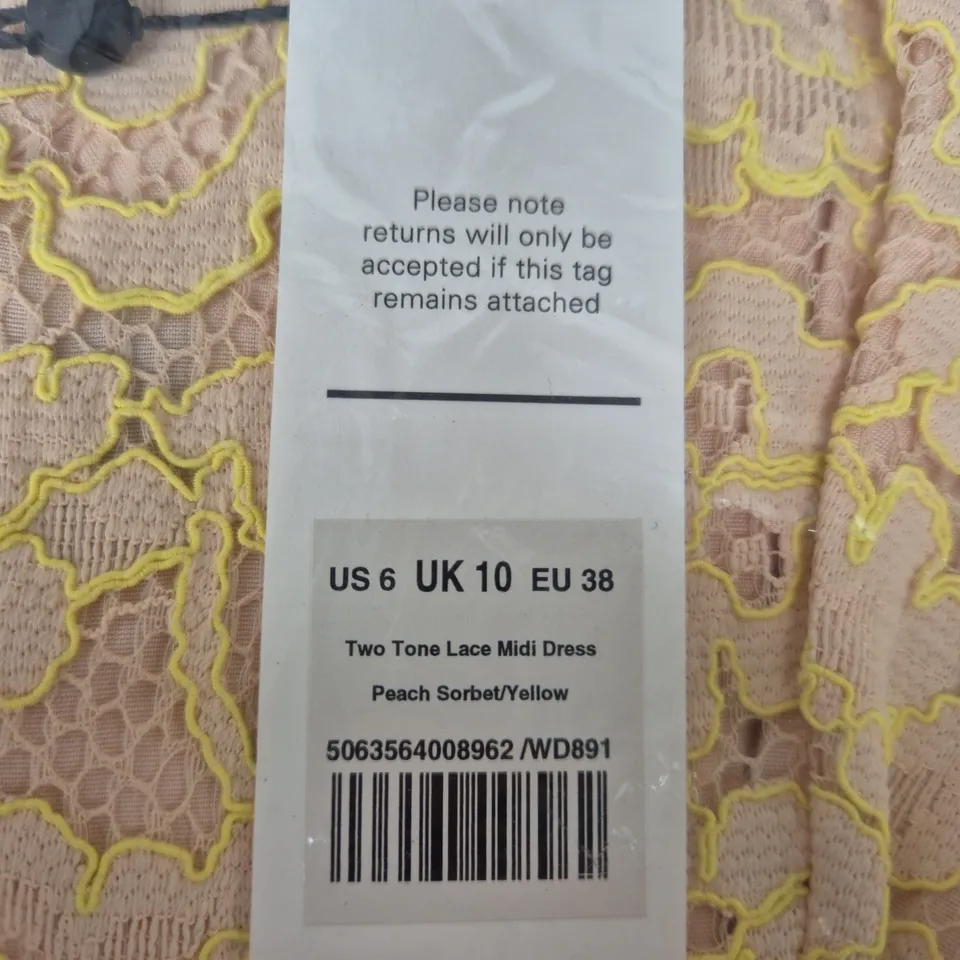 Please note
returns will only be
accepted if this tag
remains attached
US 6 UK 10 EU 38
Two Tone Lace Midi Dress
Peach Sorbet/Yellow
5063564008962 /WD891